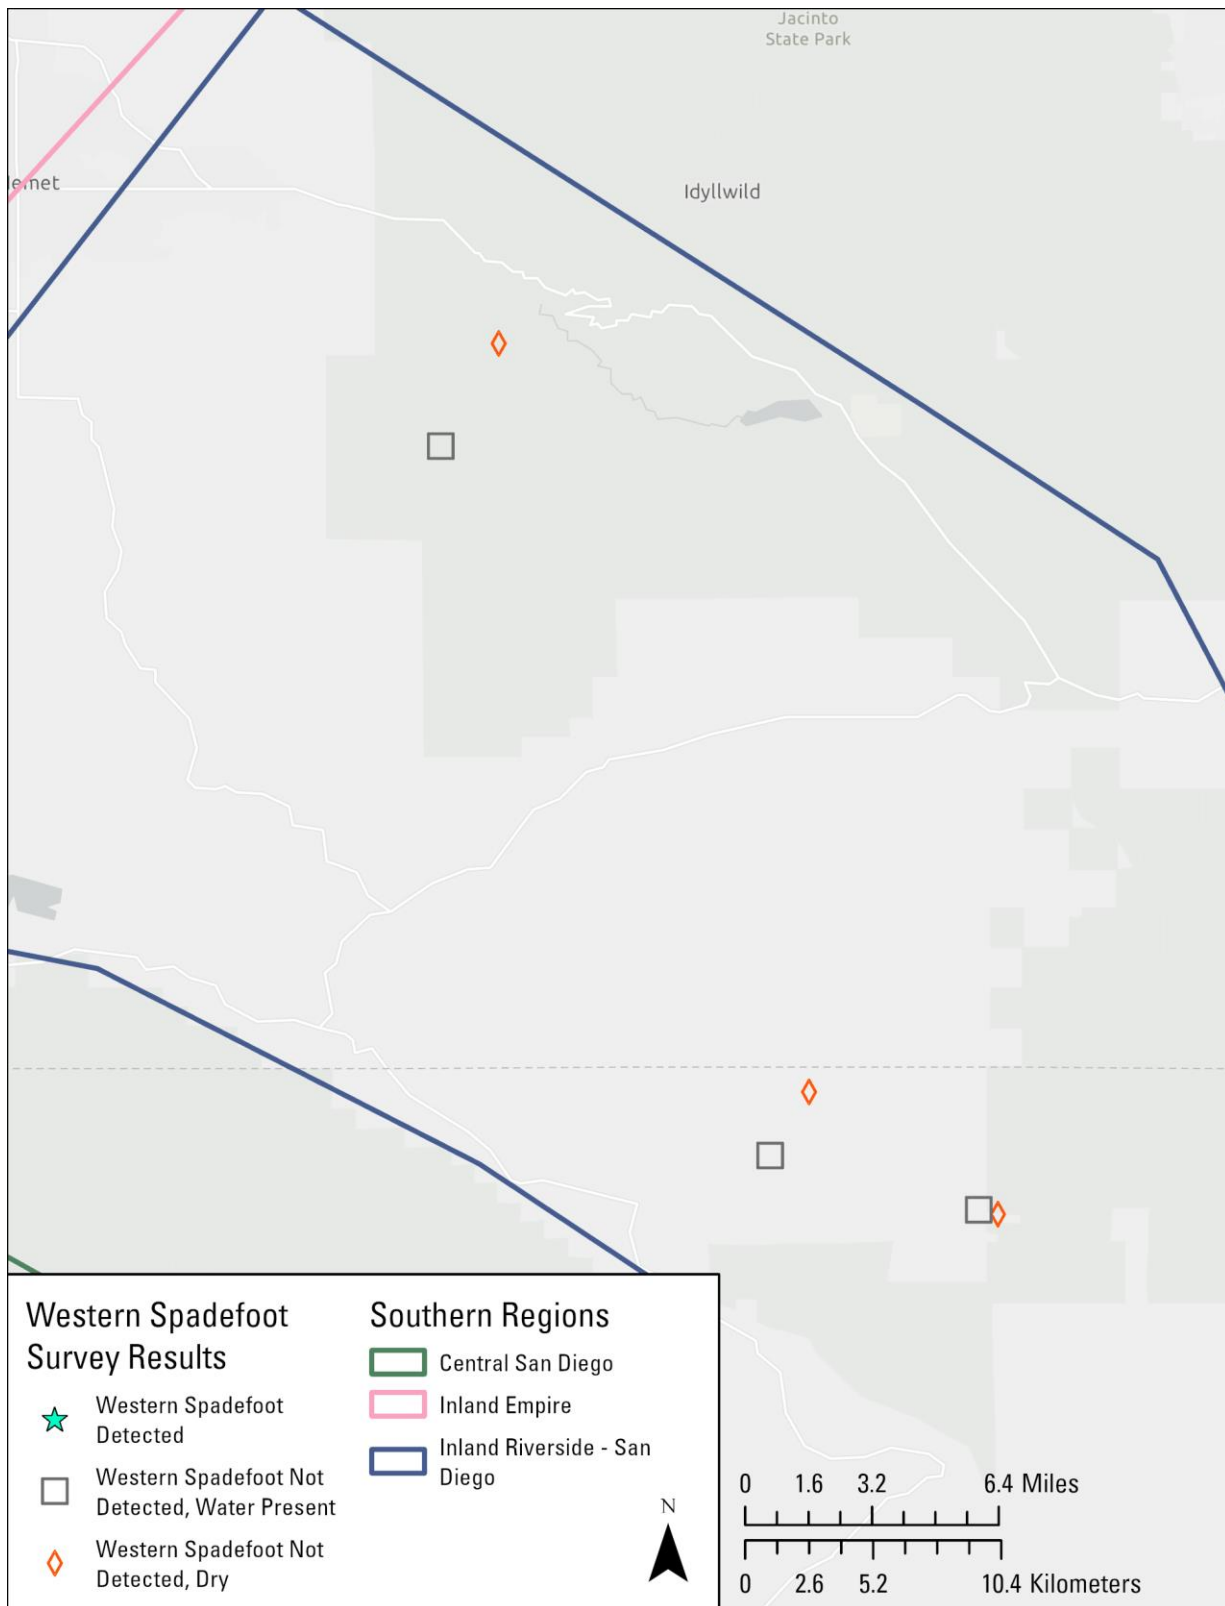 Jacinto
State Park
emet
Idyllwild
Western Spadefoot
Survey Results
Western Spadefoot
Detected
Western Spadefoot Not
Detected, Water Present
Western Spadefoot Not
Detected, Dry
Southern Regions
Central San Diego
Inland Empire
Inland Riverside - San
Diego
N
0 1.6 3.2 6.4 Miles
0 2.6 5.2 10.4 Kilometers